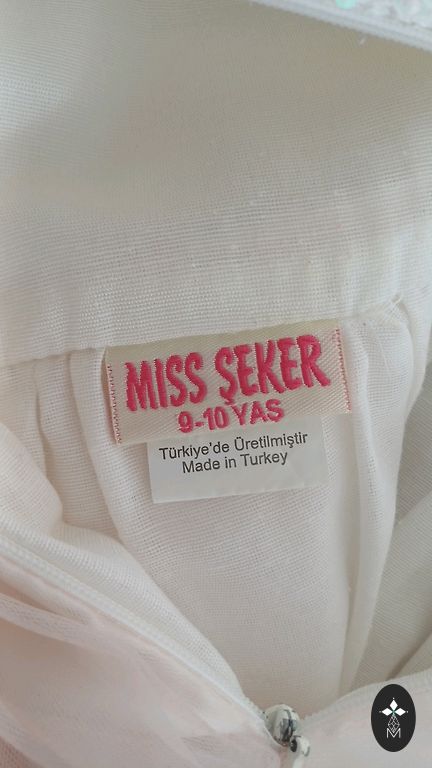 MISS ŞEKER
9-10 YAŞ
Türkiye'de Üretilmiştir
Made in Turkey